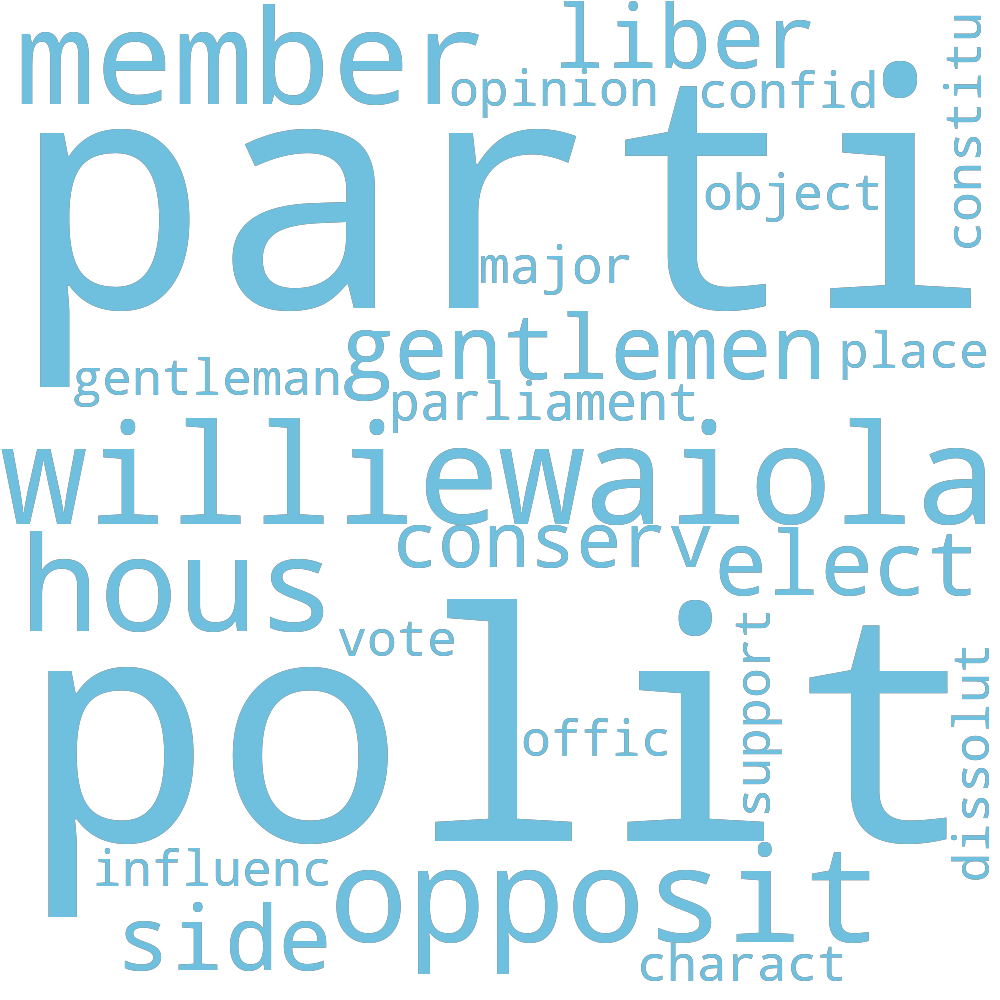 member
liber
opinion
confid
constitu
parti
object
major
gentlemen
place
gentleman
parliament
williewaiola
conserv
elect
hous
vote
support
polit
offic
dissolut
influenc
opposit
side
charact